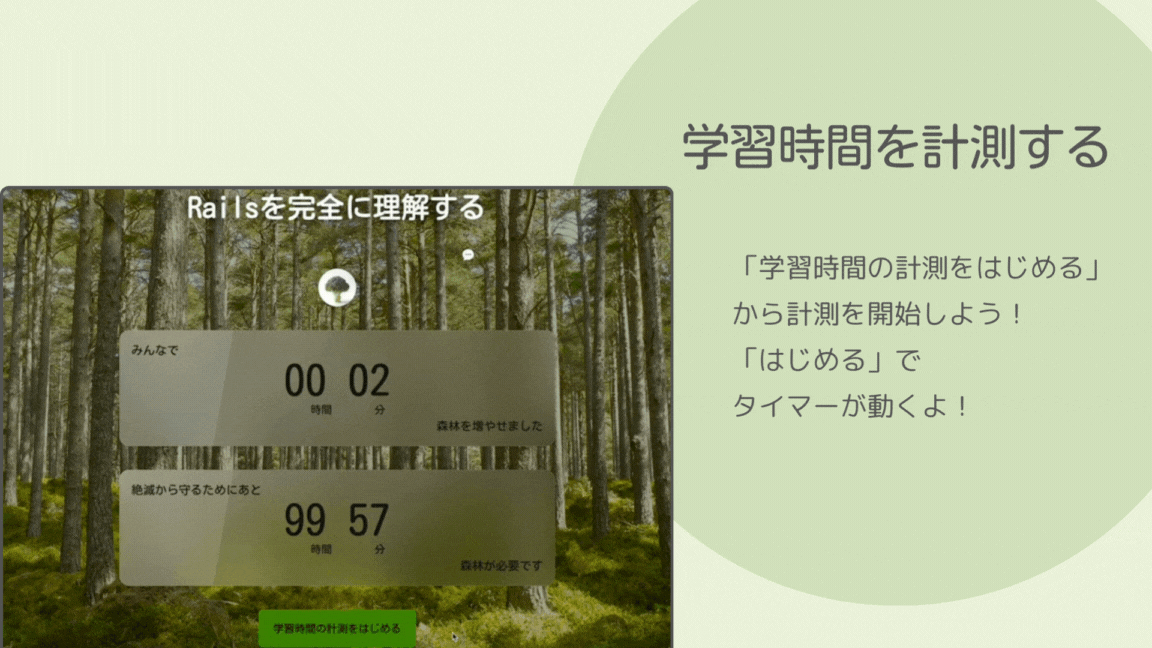 学習時間を計測する
「学習時間の計測をはじめる」
から計測を開始しよう！
「はじめる」で
タイマーが動くよ！
Railsを完全に理解する
みんなで
00 02
時間 分
森林を増やせました
絶滅から守るためにあと
99 57
時間 分
森林が必要です
学習時間の計測をはじめる